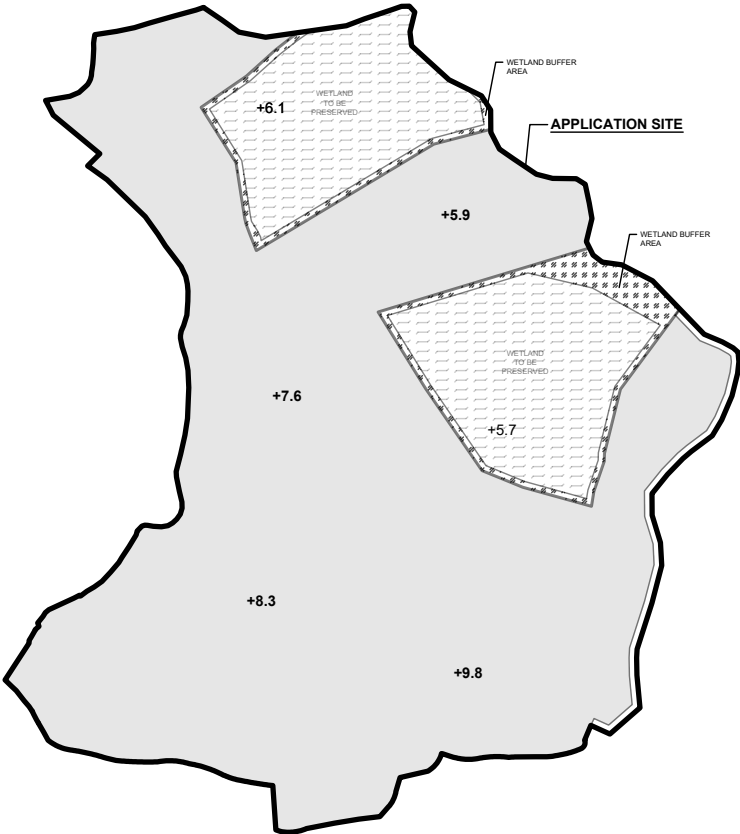 WETLAND BUFFER
AREA
WETLAND
TO BE
PRESERVED
+6.1
APPLICATION SITE
+5.9
WETLAND BUFFER
AREA
WETLAND
TO BE
PRESERVED
+7.6
+5.7
+8.3
+9.8